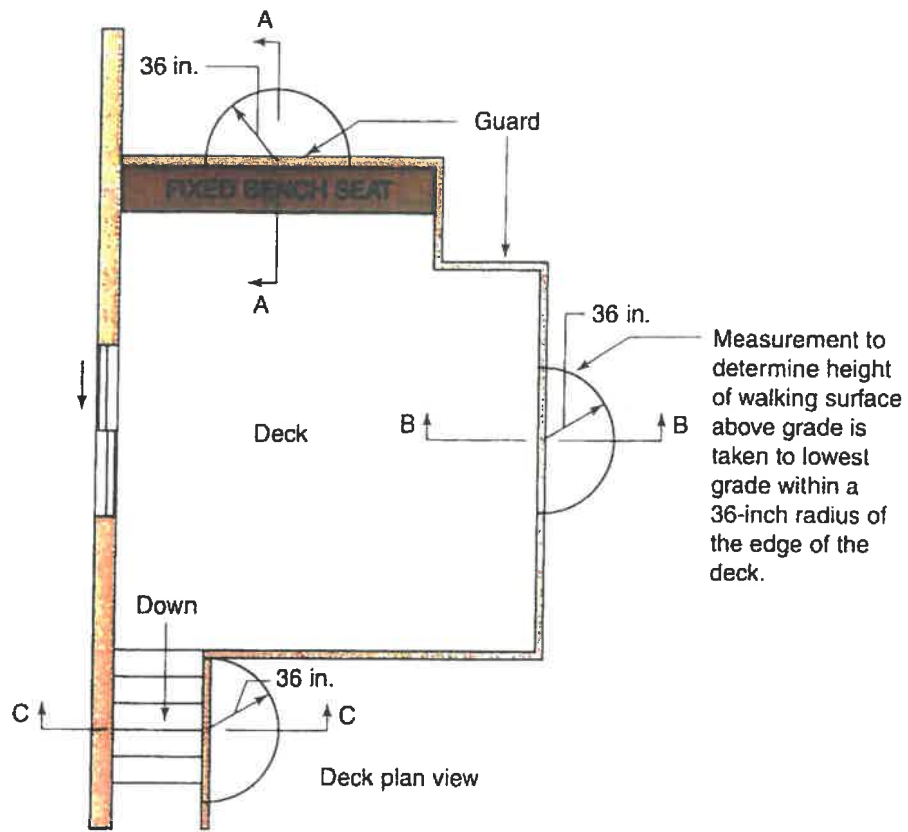 A
36 in.
Guard
FIXED BENCH SEAT
A
36 in.
Measurement to
determine height
of walking surface
above grade is
taken to lowest
grade within a
36-inch radius of
the edge of the
deck.
B
B
Deck
Down
36 in.
C
C
Deck plan view